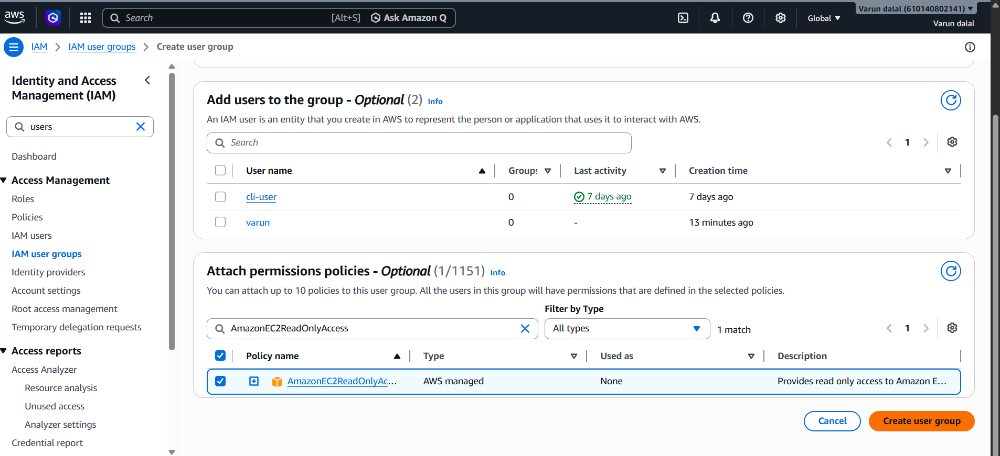 aws
Search [Alt+S] Ask Amazon Q
Global
Varun dalal (610140802141)
Varun dalal
IAM IAM user groups Create user group
Identity and Access Management (IAM)
users
Dashboard
Access Management
Roles
Policies
IAM users
IAM user groups
Identity providers
Account settings
Root access management
Temporary delegation requests
Access reports
Access Analyzer
Resource analysis
Unused access
Analyzer settings
Credential report
Add users to the group - Optional (2) Info
An IAM user is an entity that you create in AWS to represent the person or application that uses it to interact with AWS.
Search
1
User name Groups Last activity Creation time
cli-user 0 7 days ago 7 days ago
varun 0 - 13 minutes ago
Attach permissions policies - Optional (1/1151) Info
You can attach up to 10 policies to this user group. All the users in this group will have permissions that are defined in the selected policies.
Filter by Type
AmazonEC2ReadOnlyAccess All types 1 match 1
Policy name Type Used as Description
AmazonEC2ReadOnlyAc... AWS managed None Provides read only access to Amazon E...
Cancel Create user group